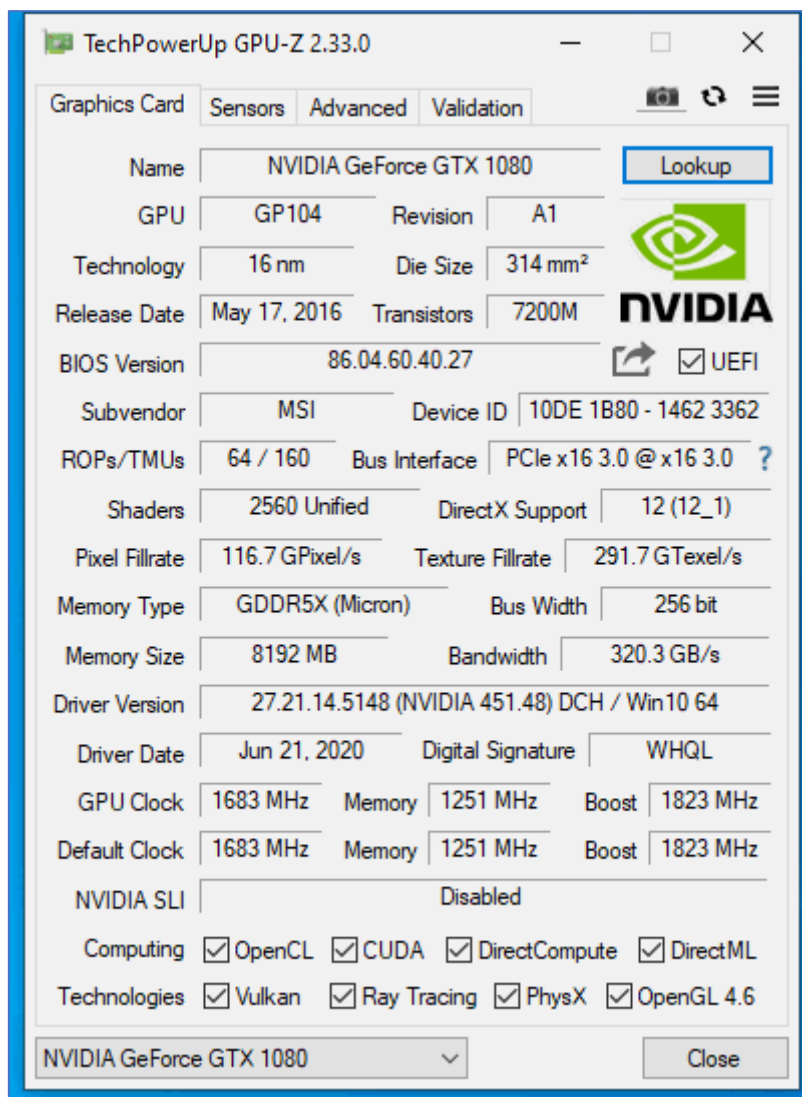 TechPowerUp GPU-Z 2.33.0
Graphics Card Sensors Advanced Validation
Name NVIDIA GeForce GTX 1080 Lookup
GPU GP104 Revision A1
Technology 16 nm Die Size 314 mm²
Release Date May 17, 2016 Transistors 7200M
NVIDIA
BIOS Version 86.04.60.40.27 UEFI
Subvendor MSI Device ID 10DE 1B80 - 1462 3362
ROPs/TMUs 64 / 160 Bus Interface PCIe x16 3.0 @ x16 3.0 ?
Shaders 2560 Unified DirectX Support 12 (12_1)
Pixel Fillrate 116.7 GPixel/s Texture Fillrate 291.7 GTexel/s
Memory Type GDDR5X (Micron) Bus Width 256 bit
Memory Size 8192 MB Bandwidth 320.3 GB/s
Driver Version 27.21.14.5148 (NVIDIA 451.48) DCH / Win10 64
Driver Date Jun 21, 2020 Digital Signature WHQL
GPU Clock 1683 MHz Memory 1251 MHz Boost 1823 MHz
Default Clock 1683 MHz Memory 1251 MHz Boost 1823 MHz
NVIDIA SLI Disabled
Computing OpenCL CUDA DirectCompute DirectML
Technologies Vulkan Ray Tracing PhysX OpenGL 4.6
NVIDIA GeForce GTX 1080 Close